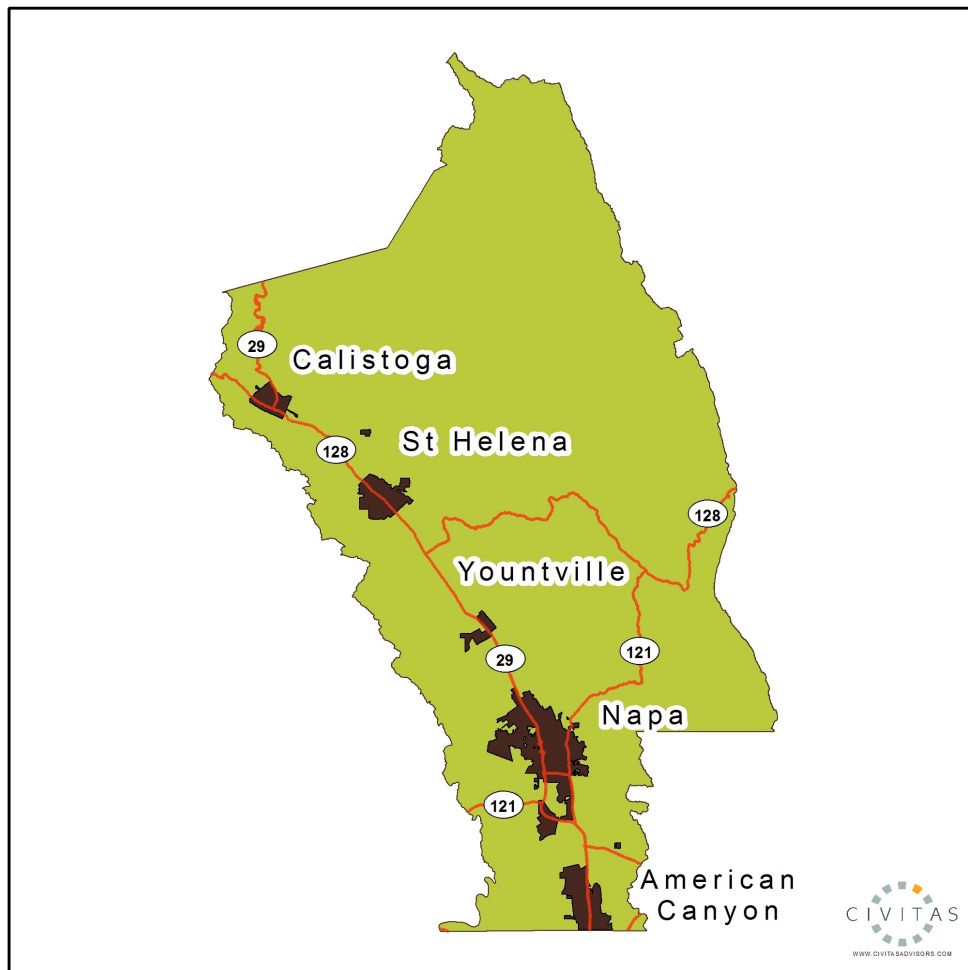 29
Calistoga
St Helena
128
128
Yountville
121
29
Napa
121
American
Canyon
CIVITAS
WWW.CIVITASADVISORS.COM